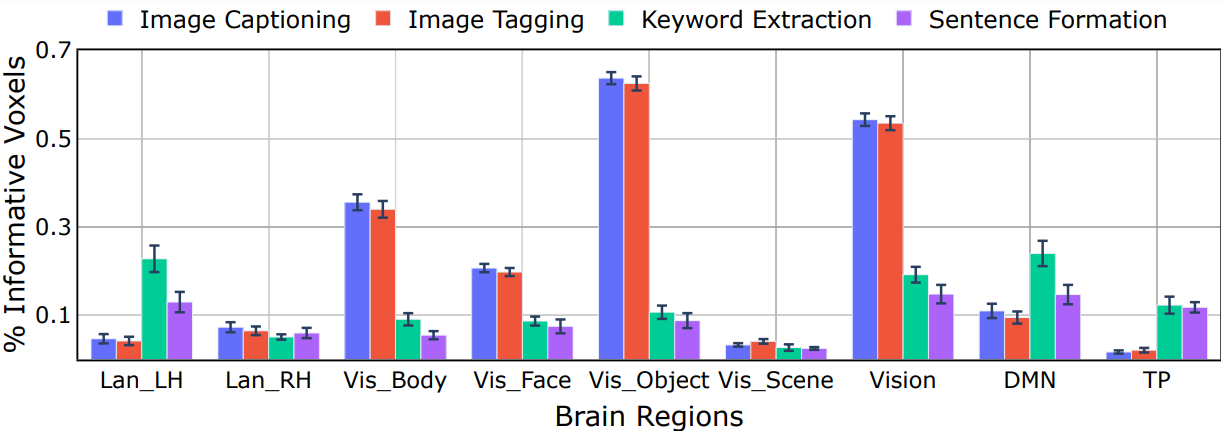 Image Captioning Image Tagging Keyword Extraction Sentence Formation
% Informative Voxels
0.7
0.5
0.3
0.1
Lan_LH Lan_RH Vis_Body Vis_Face Vis_Object Vis_Scene Vision DMN TP
Brain Regions